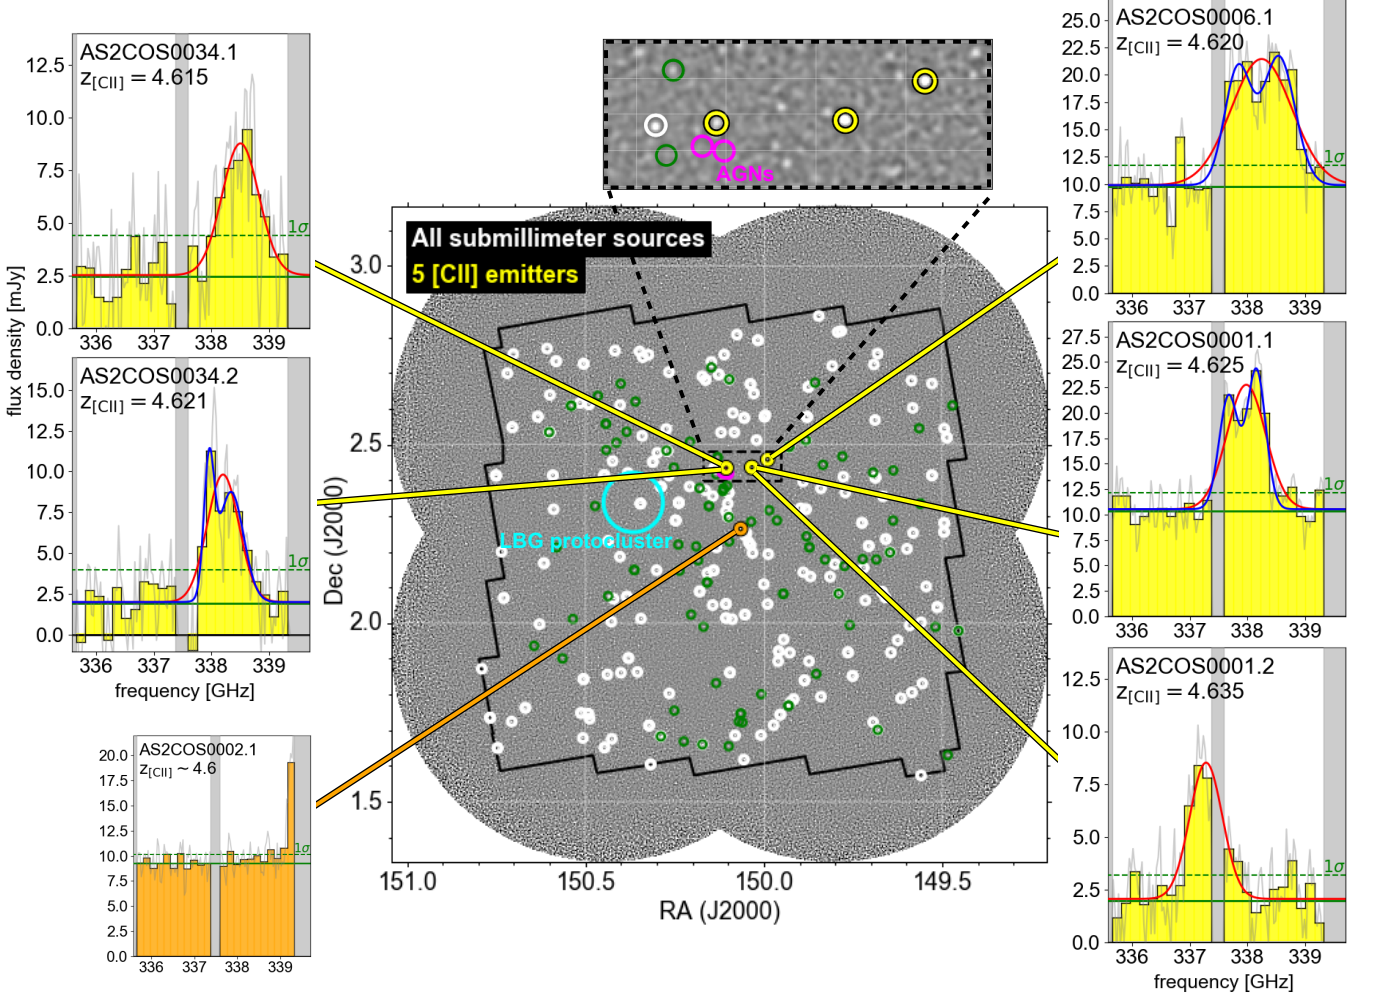 AS2COS0034.1
z[CII] = 4.615
12.5
10.0
7.5
5.0
2.5
0.0
1σ
336 337 338 339
AS2COS0034.2
z[CII] = 4.621
15.0
12.5
10.0
7.5
5.0
2.5
0.0
1σ
336 337 338 339
frequency [GHz]
flux density [mJy]
AS2COS0002.1
z[CII] ~ 4.6
20.0
17.5
15.0
12.5
10.0
7.5
5.0
2.5
0.0
1σ
336 337 338 339
AGNs
All submillimeter sources
5 [CII] emitters
LBG protocluster
3.0
2.5
2.0
1.5
Dec (J2000)
151.0 150.5 150.0 149.5
RA (J2000)
AS2COS0006.1
z[CII] = 4.620
25.0
22.5
20.0
17.5
15.0
12.5
10.0
7.5
5.0
2.5
0.0
1σ
336 337 338 339
AS2COS0001.1
z[CII] = 4.625
27.5
25.0
22.5
20.0
17.5
15.0
12.5
10.0
7.5
5.0
2.5
0.0
1σ
336 337 338 339
AS2COS0001.2
z[CII] = 4.635
12.5
10.0
7.5
5.0
2.5
0.0
1σ
336 337 338 339
frequency [GHz]